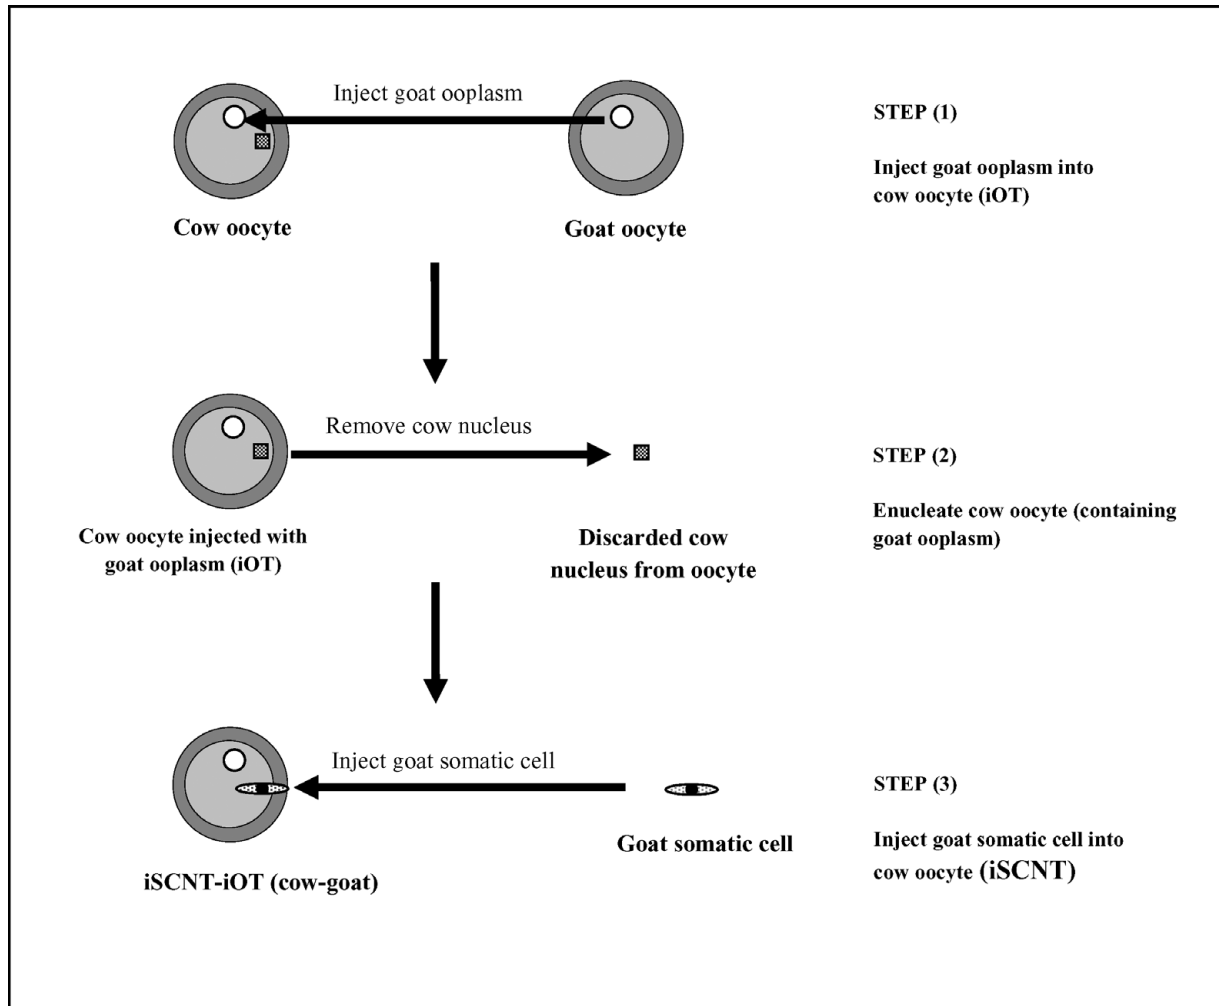 Inject goat ooplasm
STEP (1)
Inject goat ooplasm into
cow oocyte (iOT)
Cow oocyte
Goat oocyte
Remove cow nucleus
STEP (2)
Enucleate cow oocyte (containing
goat ooplasm)
Cow oocyte injected with
goat ooplasm (iOT)
Discarded cow
nucleus from oocyte
Inject goat somatic cell
STEP (3)
Inject goat somatic cell into
cow oocyte (iSCNT)
Goat somatic cell
iSCNT-iOT (cow-goat)